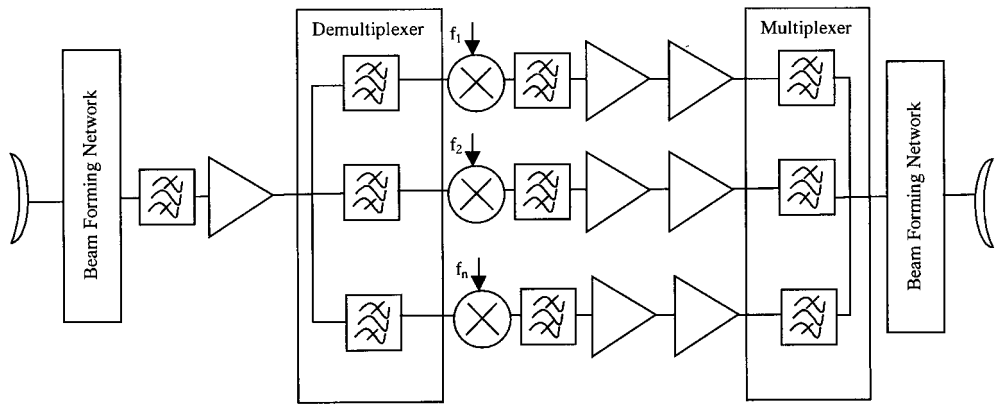 Demultiplexer
Multiplexer
f1
f2
fn
Beam Forming Network
Beam Forming Network